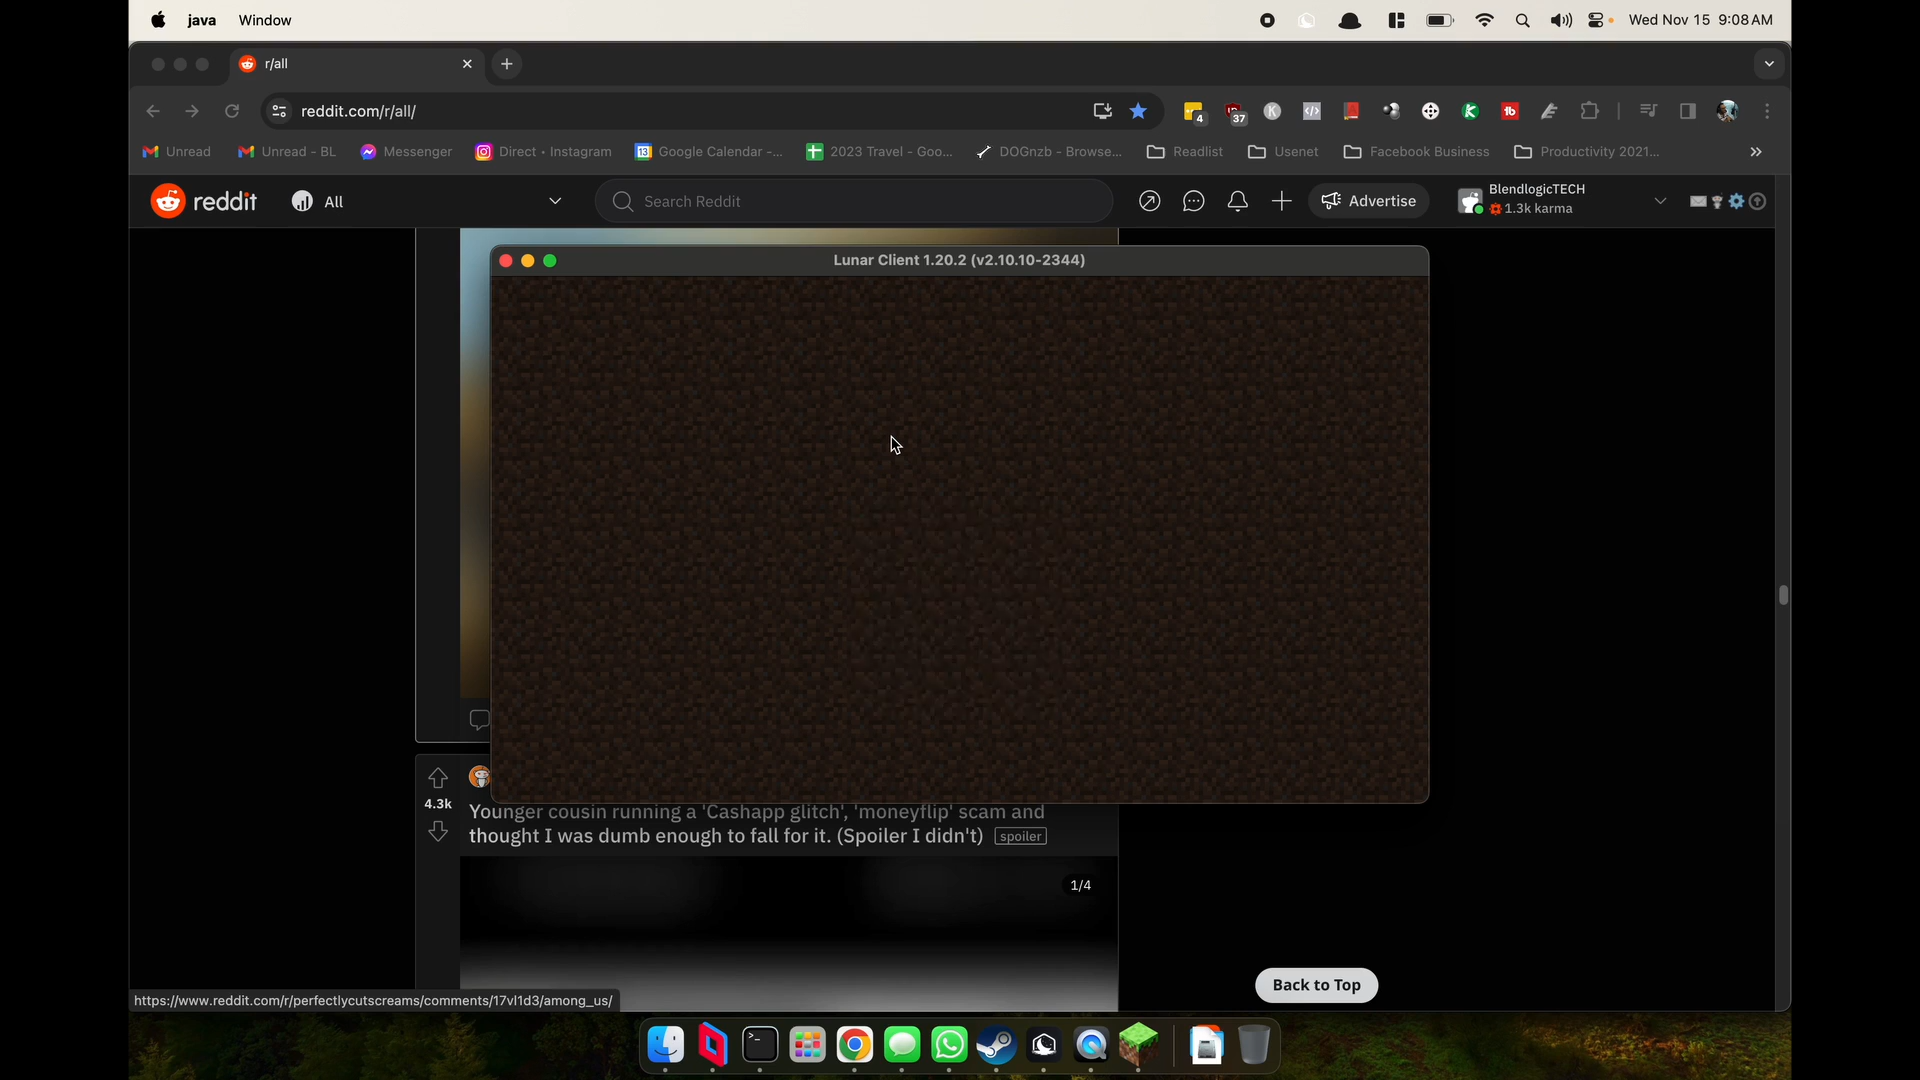 java Window Wed Nov 15 9:08 AM
r/all
reddit.com/r/all/ 4 37
Unread Unread - BL Messenger Direct • Instagram Google Calendar -... 2023 Travel - Goo... DOGnzb - Browse... Readlist Usenet Facebook Business Productivity 2021...
reddit All Search Reddit Advertise BlendlogicTECH
1.3k karma
Lunar Client 1.20.2 (v2.10.10-2344)
4.3k
Younger cousin running a 'Cashapp glitch', 'moneyflip' scam and
thought I was dumb enough to fall for it. (Spoiler I didn't) spoiler
1/4
Back to Top
https://www.reddit.com/r/perfectlycutscreams/comments/17vl1d3/among_us/